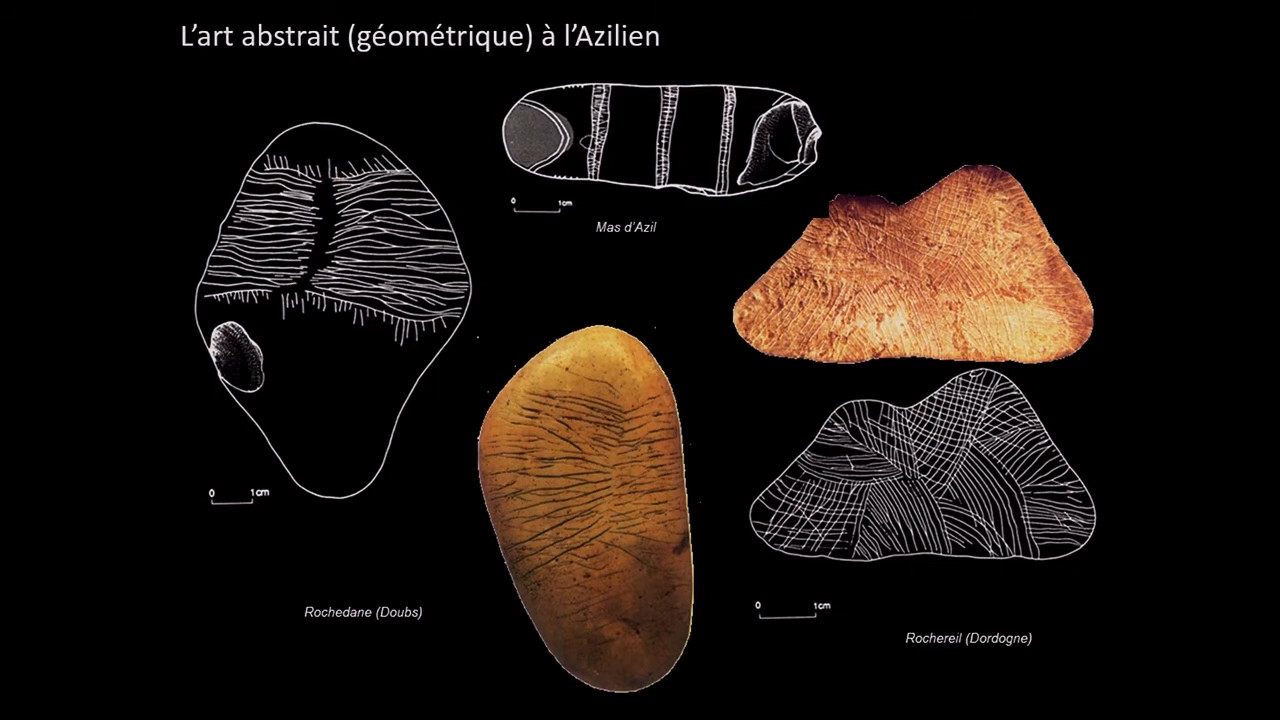 L’art abstrait (géométrique) à l’Azilien
0 1cm
Mas d’Azil
0 1cm
Rochedane (Doubs)
0 1cm
Rochereil (Dordogne)